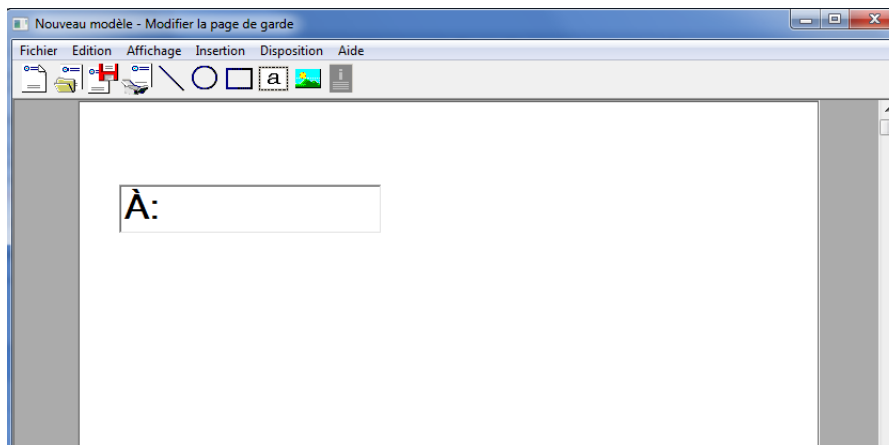 Nouveau modèle - Modifier la page de garde
Fichier Edition Affichage Insertion Disposition Aide
a i
À: